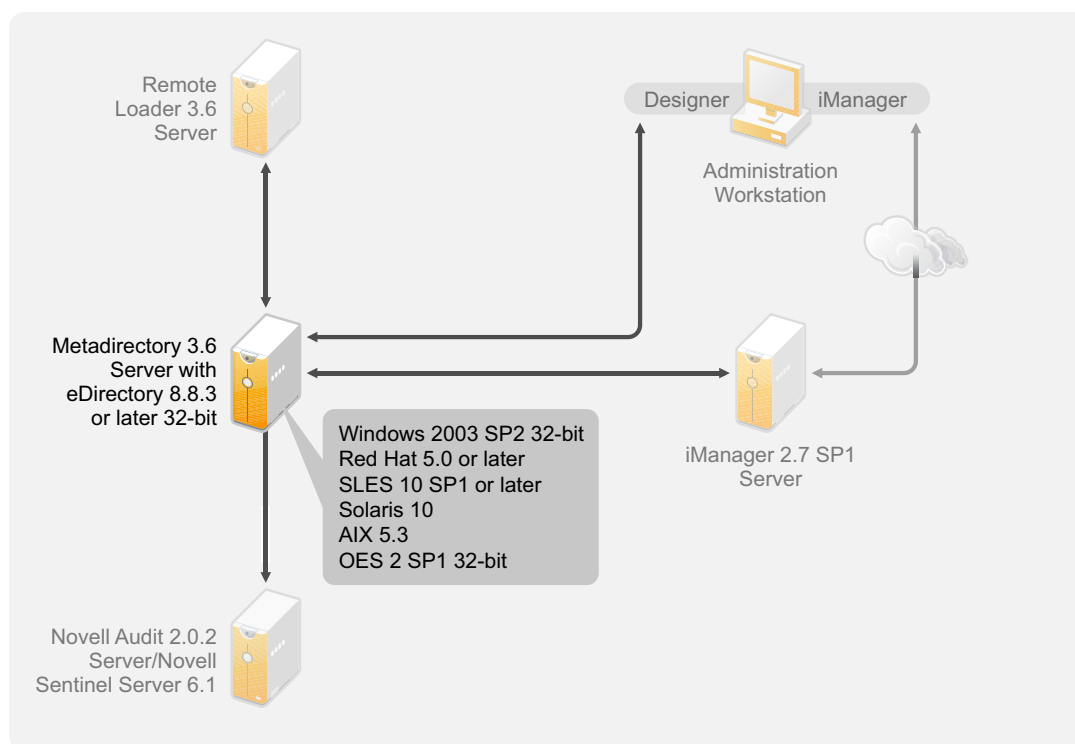 Remote
Loader 3.6
Server
Designer
iManager
Administration
Workstation
Metadirectory 3.6
Server with
eDirectory 8.8.3
or later 32-bit
Windows 2003 SP2 32-bit
Red Hat 5.0 or later
SLES 10 SP1 or later
Solaris 10
AIX 5.3
OES 2 SP1 32-bit
iManager 2.7 SP1
Server
Novell Audit 2.0.2
Server/Novell
Sentinel Server 6.1